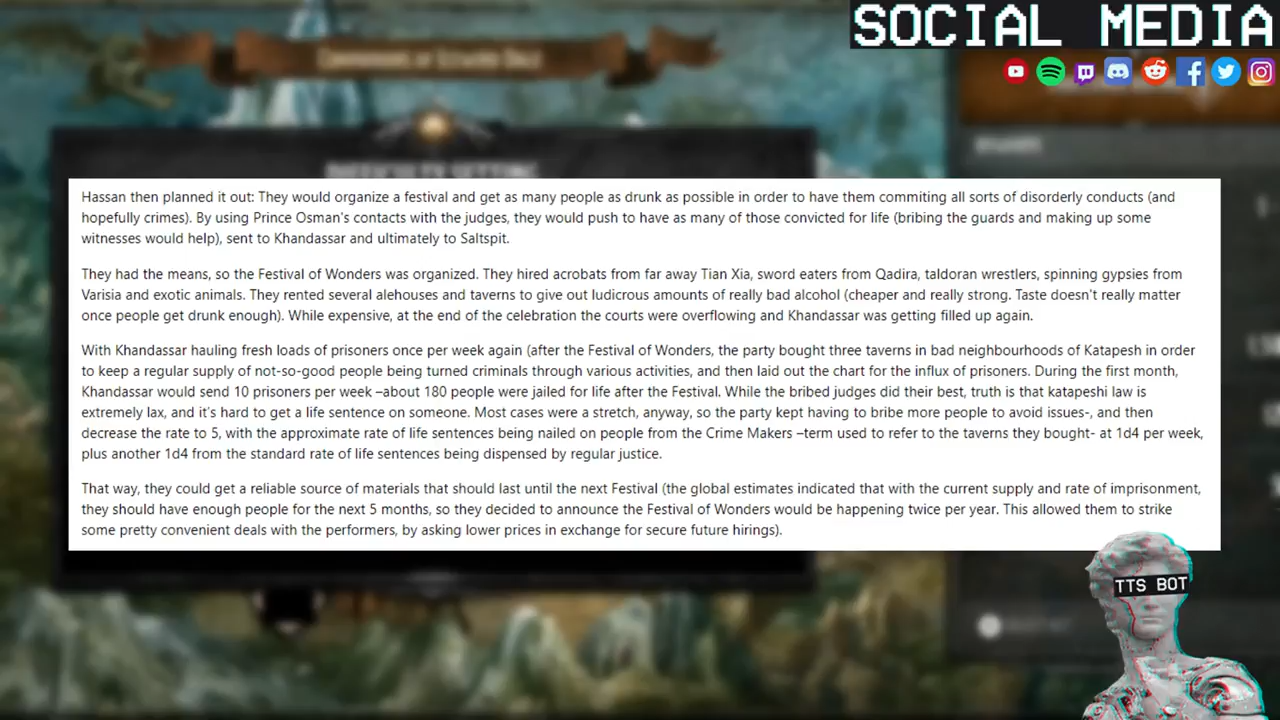 SOCIAL MEDIA
Hassan then planned it out: They would organize a festival and get as many people as drunk as possible in order to have them commiting all sorts of disorderly conducts (and
hopefully crimes). By using Prince Osman's contacts with the judges, they would push to have as many of those convicted for life (bribing the guards and making up some
witnesses would help), sent to Khandassar and ultimately to Saltspit.
They had the means, so the Festival of Wonders was organized. They hired acrobats from far away Tian Xia, sword eaters from Qadira, taldoran wrestlers, spinning gypsies from
Varisia and exotic animals. They rented several alehouses and taverns to give out ludicrous amounts of really bad alcohol (cheaper and really strong. Taste doesn't really matter
once people get drunk enough). While expensive, at the end of the celebration the courts were overflowing and Khandassar was getting filled up again.
With Khandassar hauling fresh loads of prisoners once per week again (after the Festival of Wonders, the party bought three taverns in bad neighbourhoods of Katapesh in order
to keep a regular supply of not-so-good people being turned criminals through various activities, and then laid out the chart for the influx of prisoners. During the first month,
Khandassar would send 10 prisoners per week –about 180 people were jailed for life after the Festival. While the bribed judges did their best, truth is that katapeshi law is
extremely lax, and it's hard to get a life sentence on someone. Most cases were a stretch, anyway, so the party kept having to bribe more people to avoid issues-, and then
decrease the rate to 5, with the approximate rate of life sentences being nailed on people from the Crime Makers –term used to refer to the taverns they bought- at 1d4 per week,
plus another 1d4 from the standard rate of life sentences being dispensed by regular justice.
That way, they could get a reliable source of materials that should last until the next Festival (the global estimates indicated that with the current supply and rate of imprisonment,
they should have enough people for the next 5 months, so they decided to announce the Festival of Wonders would be happening twice per year. This allowed them to strike
some pretty convenient deals with the performers, by asking lower prices in exchange for secure future hirings).
TTS BOT